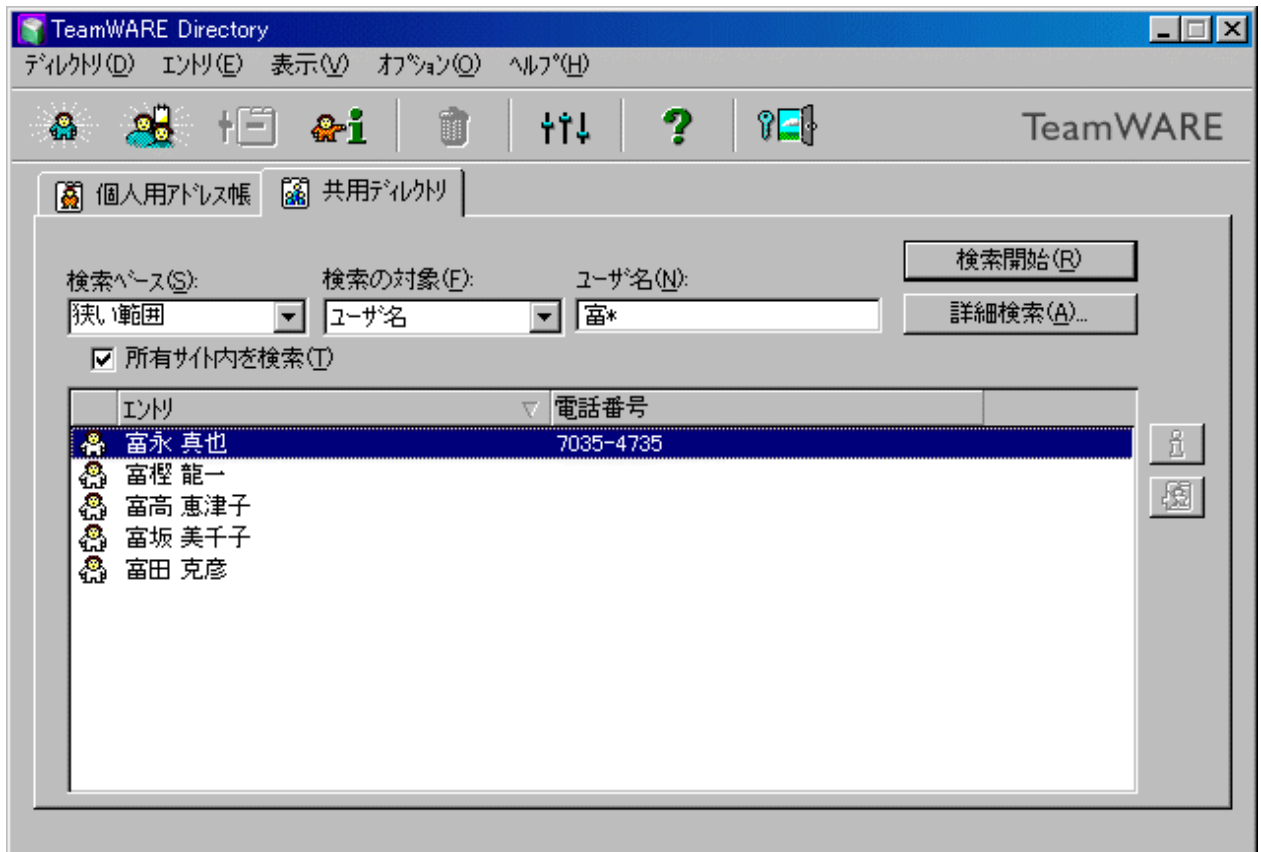 TeamWARE Directory
ﾃﾞｨﾚｸﾄﾘ(D) ｴﾝﾄﾘ(E) 表示(V) ｵﾌﾟｼｮﾝ(O) ﾍﾙﾌﾟ(H)
TeamWARE
個人用ｱﾄﾞﾚｽ帳 共用ﾃﾞｨﾚｸﾄﾘ
検索開始(R)
検索ﾍﾞｰｽ(S): 検索の対象(F): ﾕｰｻﾞ名(N):
狭い範囲 ﾕｰｻﾞ名 富* 詳細検索(A)...
所有ｻｲﾄ内を検索(T)
ｴﾝﾄﾘ 電話番号
富永 真也 7035-4735
富樫 龍一
富高 恵津子
富坂 美千子
富田 克彦